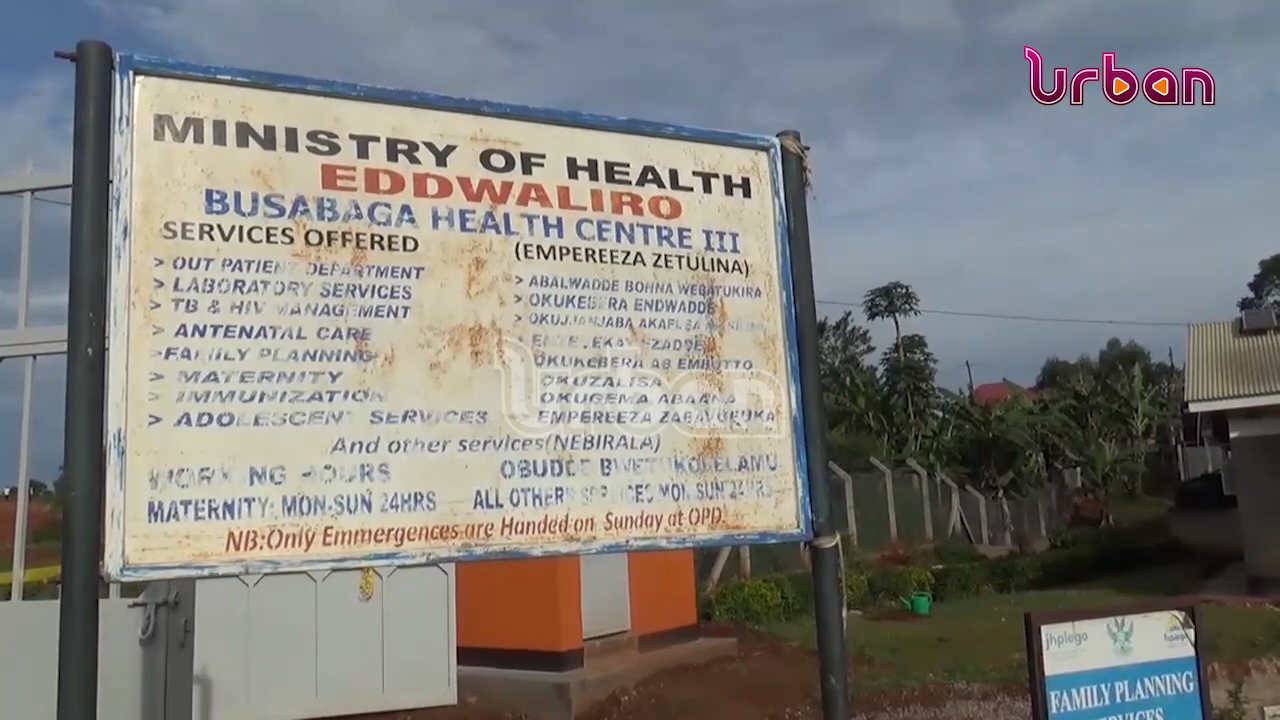 urban
MINISTRY OF HEALTH
EDDWALIRO
BUSABAGA HEALTH CENTRE III
SERVICES OFFERED
(EMPEREEZA ZETULINA)
> OUT PATIENT DEPARTMENT
> LABORATORY SERVICES
> TB & HIV MANAGEMENT
> ANTENATAL CARE
>FAMILY PLANNING
> MATERNITY
> IMMUNIZATION
> ADOLESCENT SERVICES
> ABALWADDE BONNA WEBATUKIRA
> OKUKEBERA ENDWADDE
> OKUJJANJABA
OKUKEBERA EMBUTTO
OKUZALISA
OKUGEMA ABAANA
EMPEREEZA ZABAVUBUKA
And other services(NEBIRALA)
WORKING HOURS
OBUDDE BWETUKOLELAMU
MATERNITY: MON-SUN 24HRS
ALL OTHER SERVICES MON-SUN 24HRS
NB:Only Emmergences are Handed on Sunday at OPD.
urban
jhpiego
FAMILY PLANNING
SERVICES